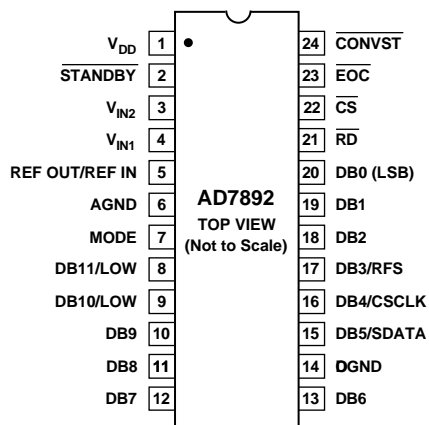 V_DD 1
STANDBY 2
V_IN2 3
V_IN1 4
REF OUT/REF IN 5
AGND 6
MODE 7
DB11/LOW 8
DB10/LOW 9
DB9 10
DB8 11
DB7 12
AD7892
TOP VIEW
(Not to Scale)
24 CONVST
23 EOC
22 CS
21 RD
20 DB0 (LSB)
19 DB1
18 DB2
17 DB3/RFS
16 DB4/CSCLK
15 DB5/SDATA
14 DGND
13 DB6